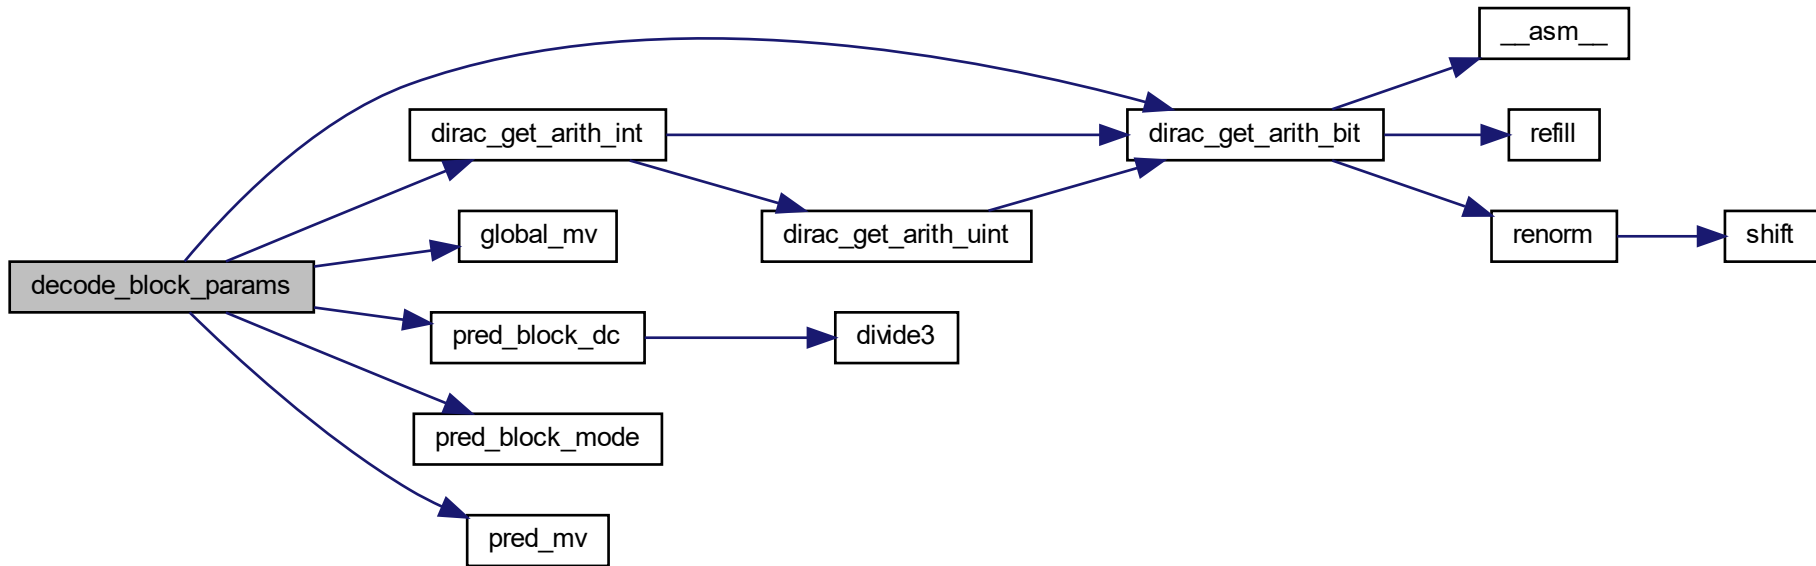 __asm__
dirac_get_arith_int
dirac_get_arith_bit
refill
global_mv
dirac_get_arith_uint
renorm
shift
decode_block_params
pred_block_dc
divide3
pred_block_mode
pred_mv